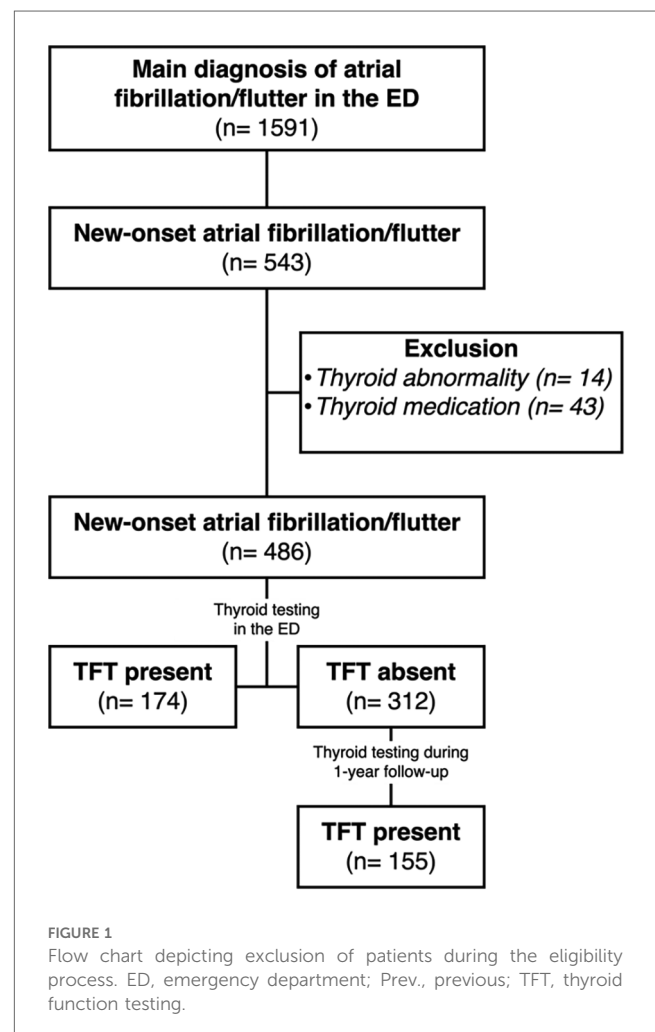 Main diagnosis of atrial
fibrillation/flutter in the ED
(n= 1591)
New-onset atrial fibrillation/flutter
(n= 543)
Exclusion
• Thyroid abnormality (n= 14)
• Thyroid medication (n= 43)
New-onset atrial fibrillation/flutter
(n= 486)
Thyroid testing
in the ED
TFT present
(n= 174)
TFT absent
(n= 312)
Thyroid testing during
1-year follow-up
TFT present
(n= 155)
FIGURE 1
Flow chart depicting exclusion of patients during the eligibility
process. ED, emergency department; Prev., previous; TFT, thyroid
function testing.